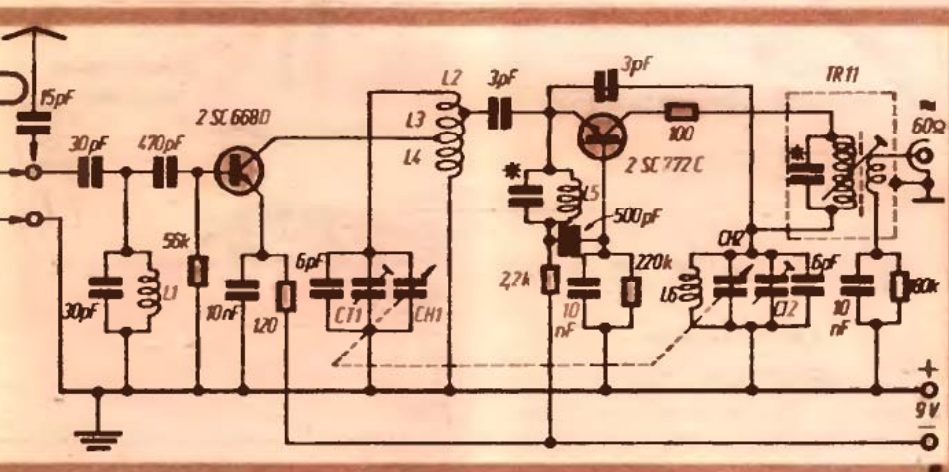 15pF
30pF
470pF
2SC668D
L2
L3
L4
3pF
3pF
TR11
≈
60Ω
100
2SC772C
*
L5
500pF
*
56k
L1
30pF
10nF
120
6pF
CT1
CH1
2,2k
10
nF
220k
L6
CH2
6pF
10
nF
+
9V
−